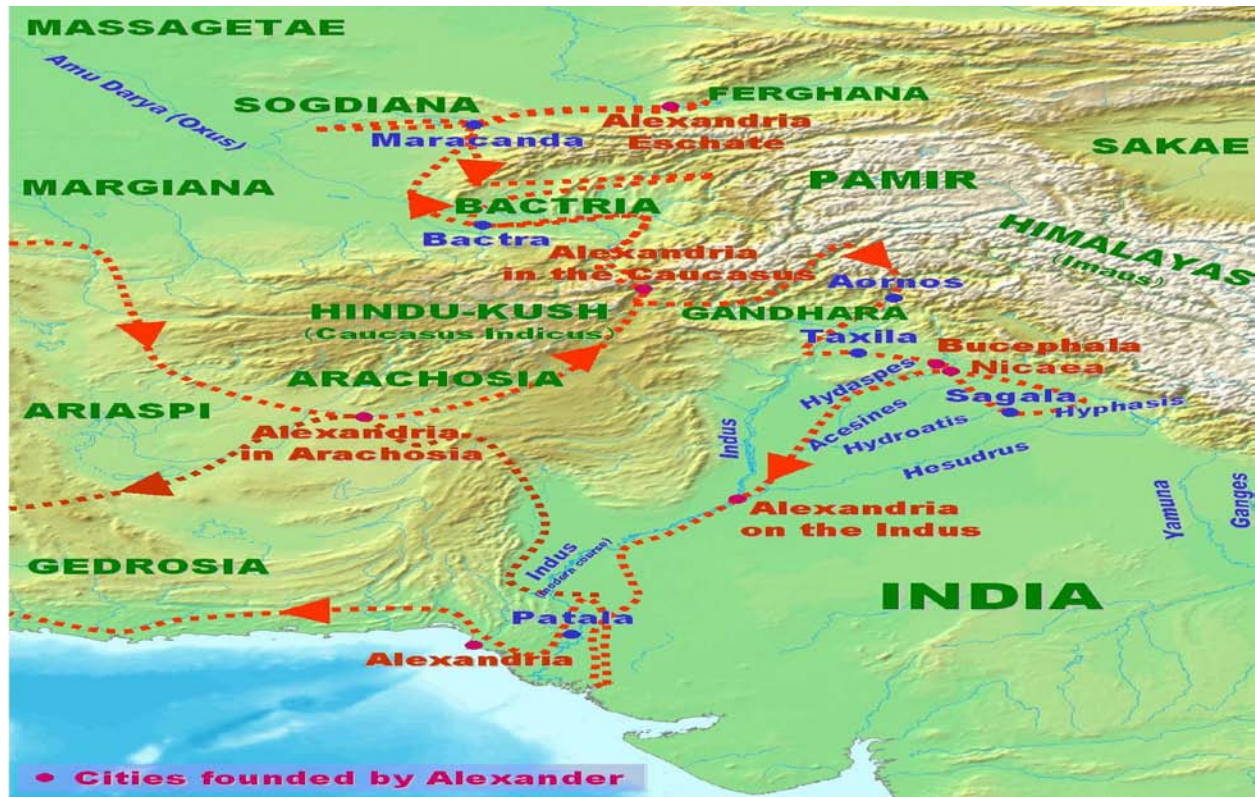 MASSAGETAE
Amu Darya (Oxus)
SOGDIANA
FERGHANA
Maracanda
Alexandria
Eschate
SAKAE
MARGIANA
PAMIR
BACTRIA
Bactra
HIMALAYAS
(Imaus)
Alexandria
in the Caucasus
Aornos
HINDU-KUSH
(Caucasus Indicus)
GANDHARA
Taxila
Bucephala
Nicaea
ARACHOSIA
Hydaspes
Sagala
Hyphasis
ARIASPI
Acesines
Hydroatis
Alexandria
in Arachosia
Indus
Hesudrus
Yamuna
Ganges
Alexandria
on the Indus
GEDROSIA
Indus
(modern course)
INDIA
Patala
Alexandria
Cities founded by Alexander